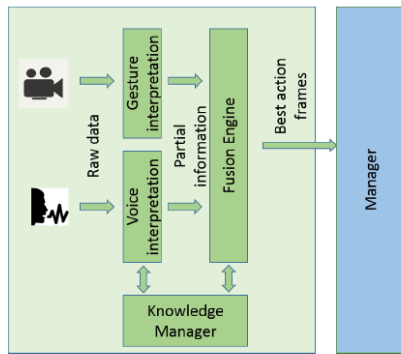 Raw data
Gesture
interpretation
Voice
interpretation
Partial
information
Fusion Engine
Best action
frames
Manager
Knowledge
Manager